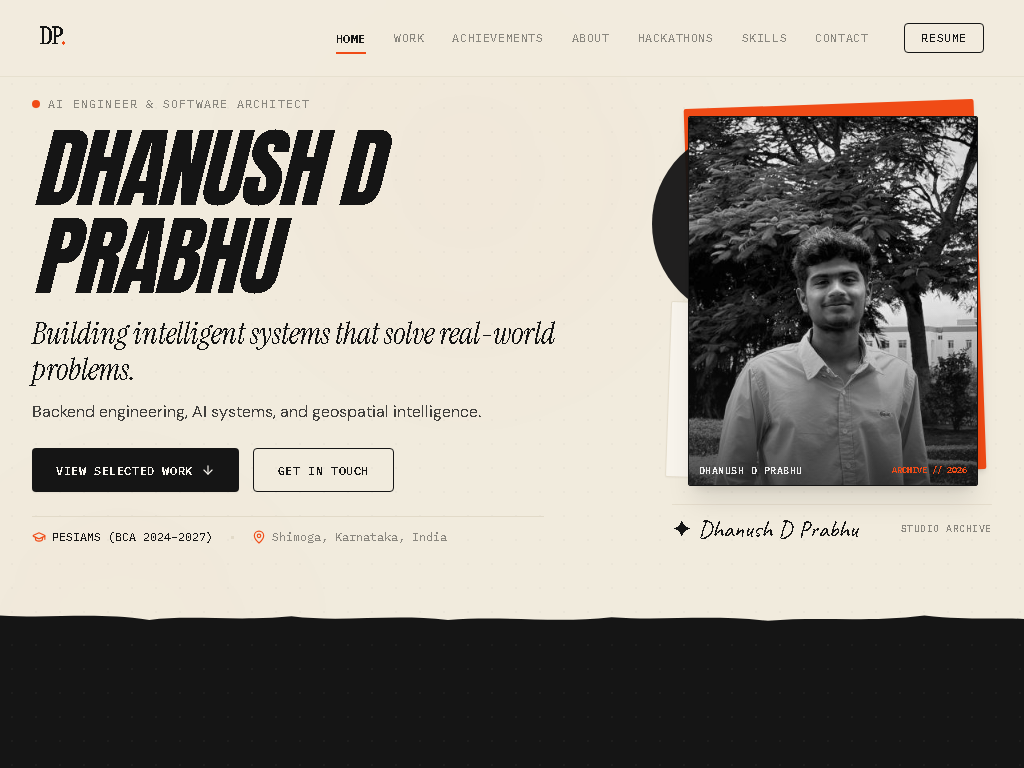 DP.
HOME WORK ACHIEVEMENTS ABOUT HACKATHONS SKILLS CONTACT RESUME
AI ENGINEER & SOFTWARE ARCHITECT
DHANUSH D
PRABHU
Building intelligent systems that solve real-world
problems.
Backend engineering, AI systems, and geospatial intelligence.
VIEW SELECTED WORK ↓ GET IN TOUCH
PESIAMS (BCA 2024–2027) · Shimoga, Karnataka, India
DHANUSH D PRABHU ARCHIVE // 2026
Dhanush D Prabhu STUDIO ARCHIVE